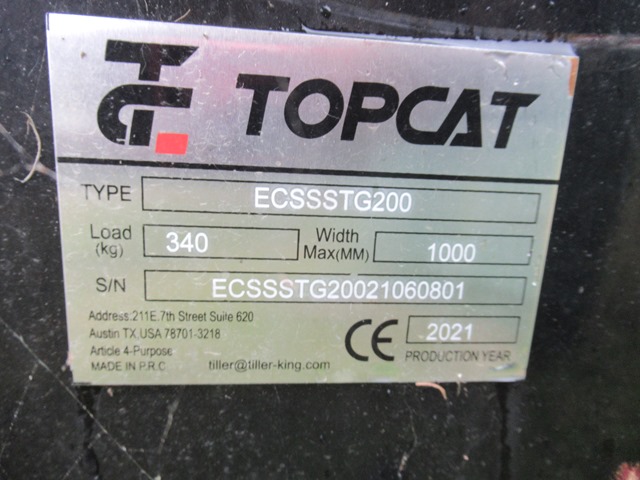 TOPCAT
TYPE ECSSSTG200
Load (kg) 340 Width Max(MM) 1000
S/N ECSSSTG20021060801
Address:211E.7th Street Suite 620
Austin TX,USA 78701-3218
Article 4-Purpose
MADE IN P.R.C tiller@tiller-king.com
CE 2021
PRODUCTION YEAR